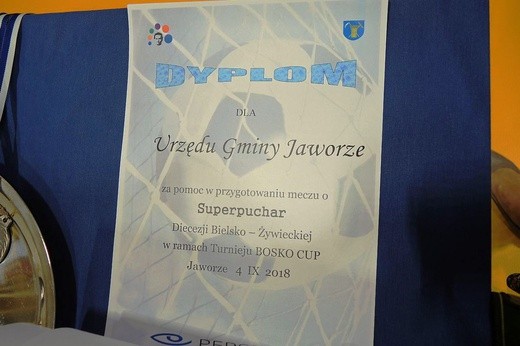 DYPLOM
DLA
Urzędu Gminy Jaworze
za pomoc w przygotowaniu meczu o
Superpuchar
Diecezji Bielsko – Żywieckiej
w ramach Turnieju BOSKO CUP
Jaworze 4 IX 2018